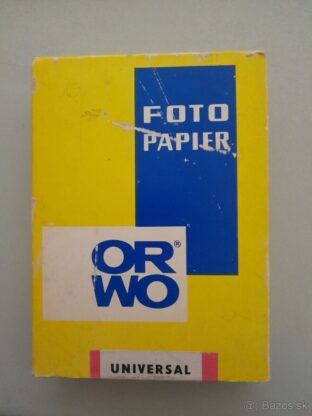 FOTO
PAPIER
OR®
WO
UNIVERSAL
@ Bazos.sk